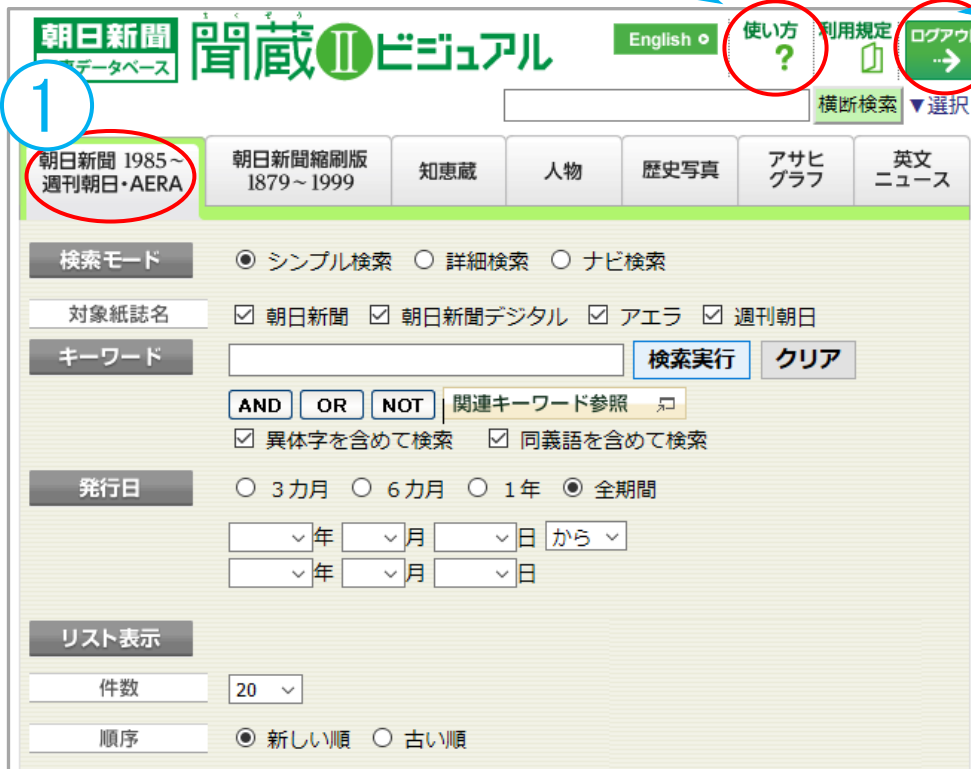 朝日新聞
データベース
きくぞう
聞蔵Ⅱビジュアル
English
使い方
?
利用規定
ログアウ
横断検索 ▼選択
1
朝日新聞 1985~
週刊朝日・AERA
朝日新聞縮刷版
1879~1999
知恵蔵
人物
歴史写真
アサヒ
グラフ
英文
ニュース
検索モード シンプル検索 詳細検索 ナビ検索
対象紙誌名 朝日新聞 朝日新聞デジタル アエラ 週刊朝日
キーワード 検索実行 クリア
AND OR NOT 関連キーワード参照
異体字を含めて検索 同義語を含めて検索
発行日 3カ月 6カ月 1年 全期間
年 月 日 から
年 月 日
リスト表示
件数 20
順序 新しい順 古い順